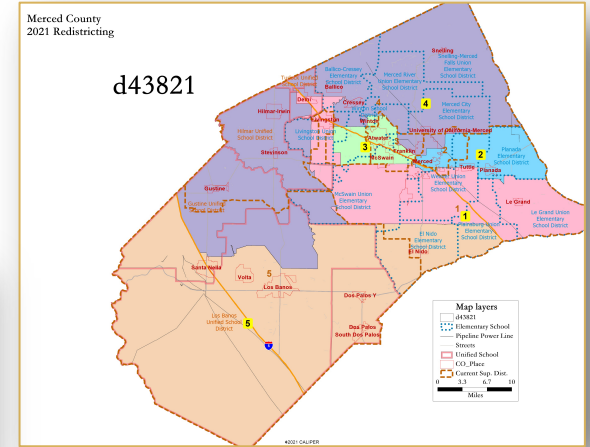 Merced County
2021 Redistricting
d43821
Snelling
Snelling-Merced
Falls Union
Elementary
School District
Ballico-Cressey
Elementary
School District
Ballico
Merced River
Elementary
School District
Delhi
Cressey
4
Merced City
Elementary
School District
Hilmar-Irwin
Livingston
Winton
University of California-Merced
Hilmar Unified
School District
Livingston Union
School District
Atwater
3
Franklin
2
Planada
Elementary
School District
Stevinson
McSwain
Merced
Tuttle
Planada
Weaver Union
Elementary
School District
Gustine
McSwain Union
Elementary
School District
Le Grand
Gustine Unified
School District
1
1
Le Grand Union
Elementary
School District
Plainsburg Union
Elementary
School District
El Nido
Elementary
School District
El Nido
Santa Nella
Volta
5
Los Banos
Dos Palos Y
Los Banos
Unified School
District
5
Dos Palos
South Dos Palos
Map layers
d43821
Elementary School
Pipeline Power Line
Streets
Unified School
CO_Place
Current Sup. Dist.
0 3.3 6.7 10
Miles
©2021 CALIPER